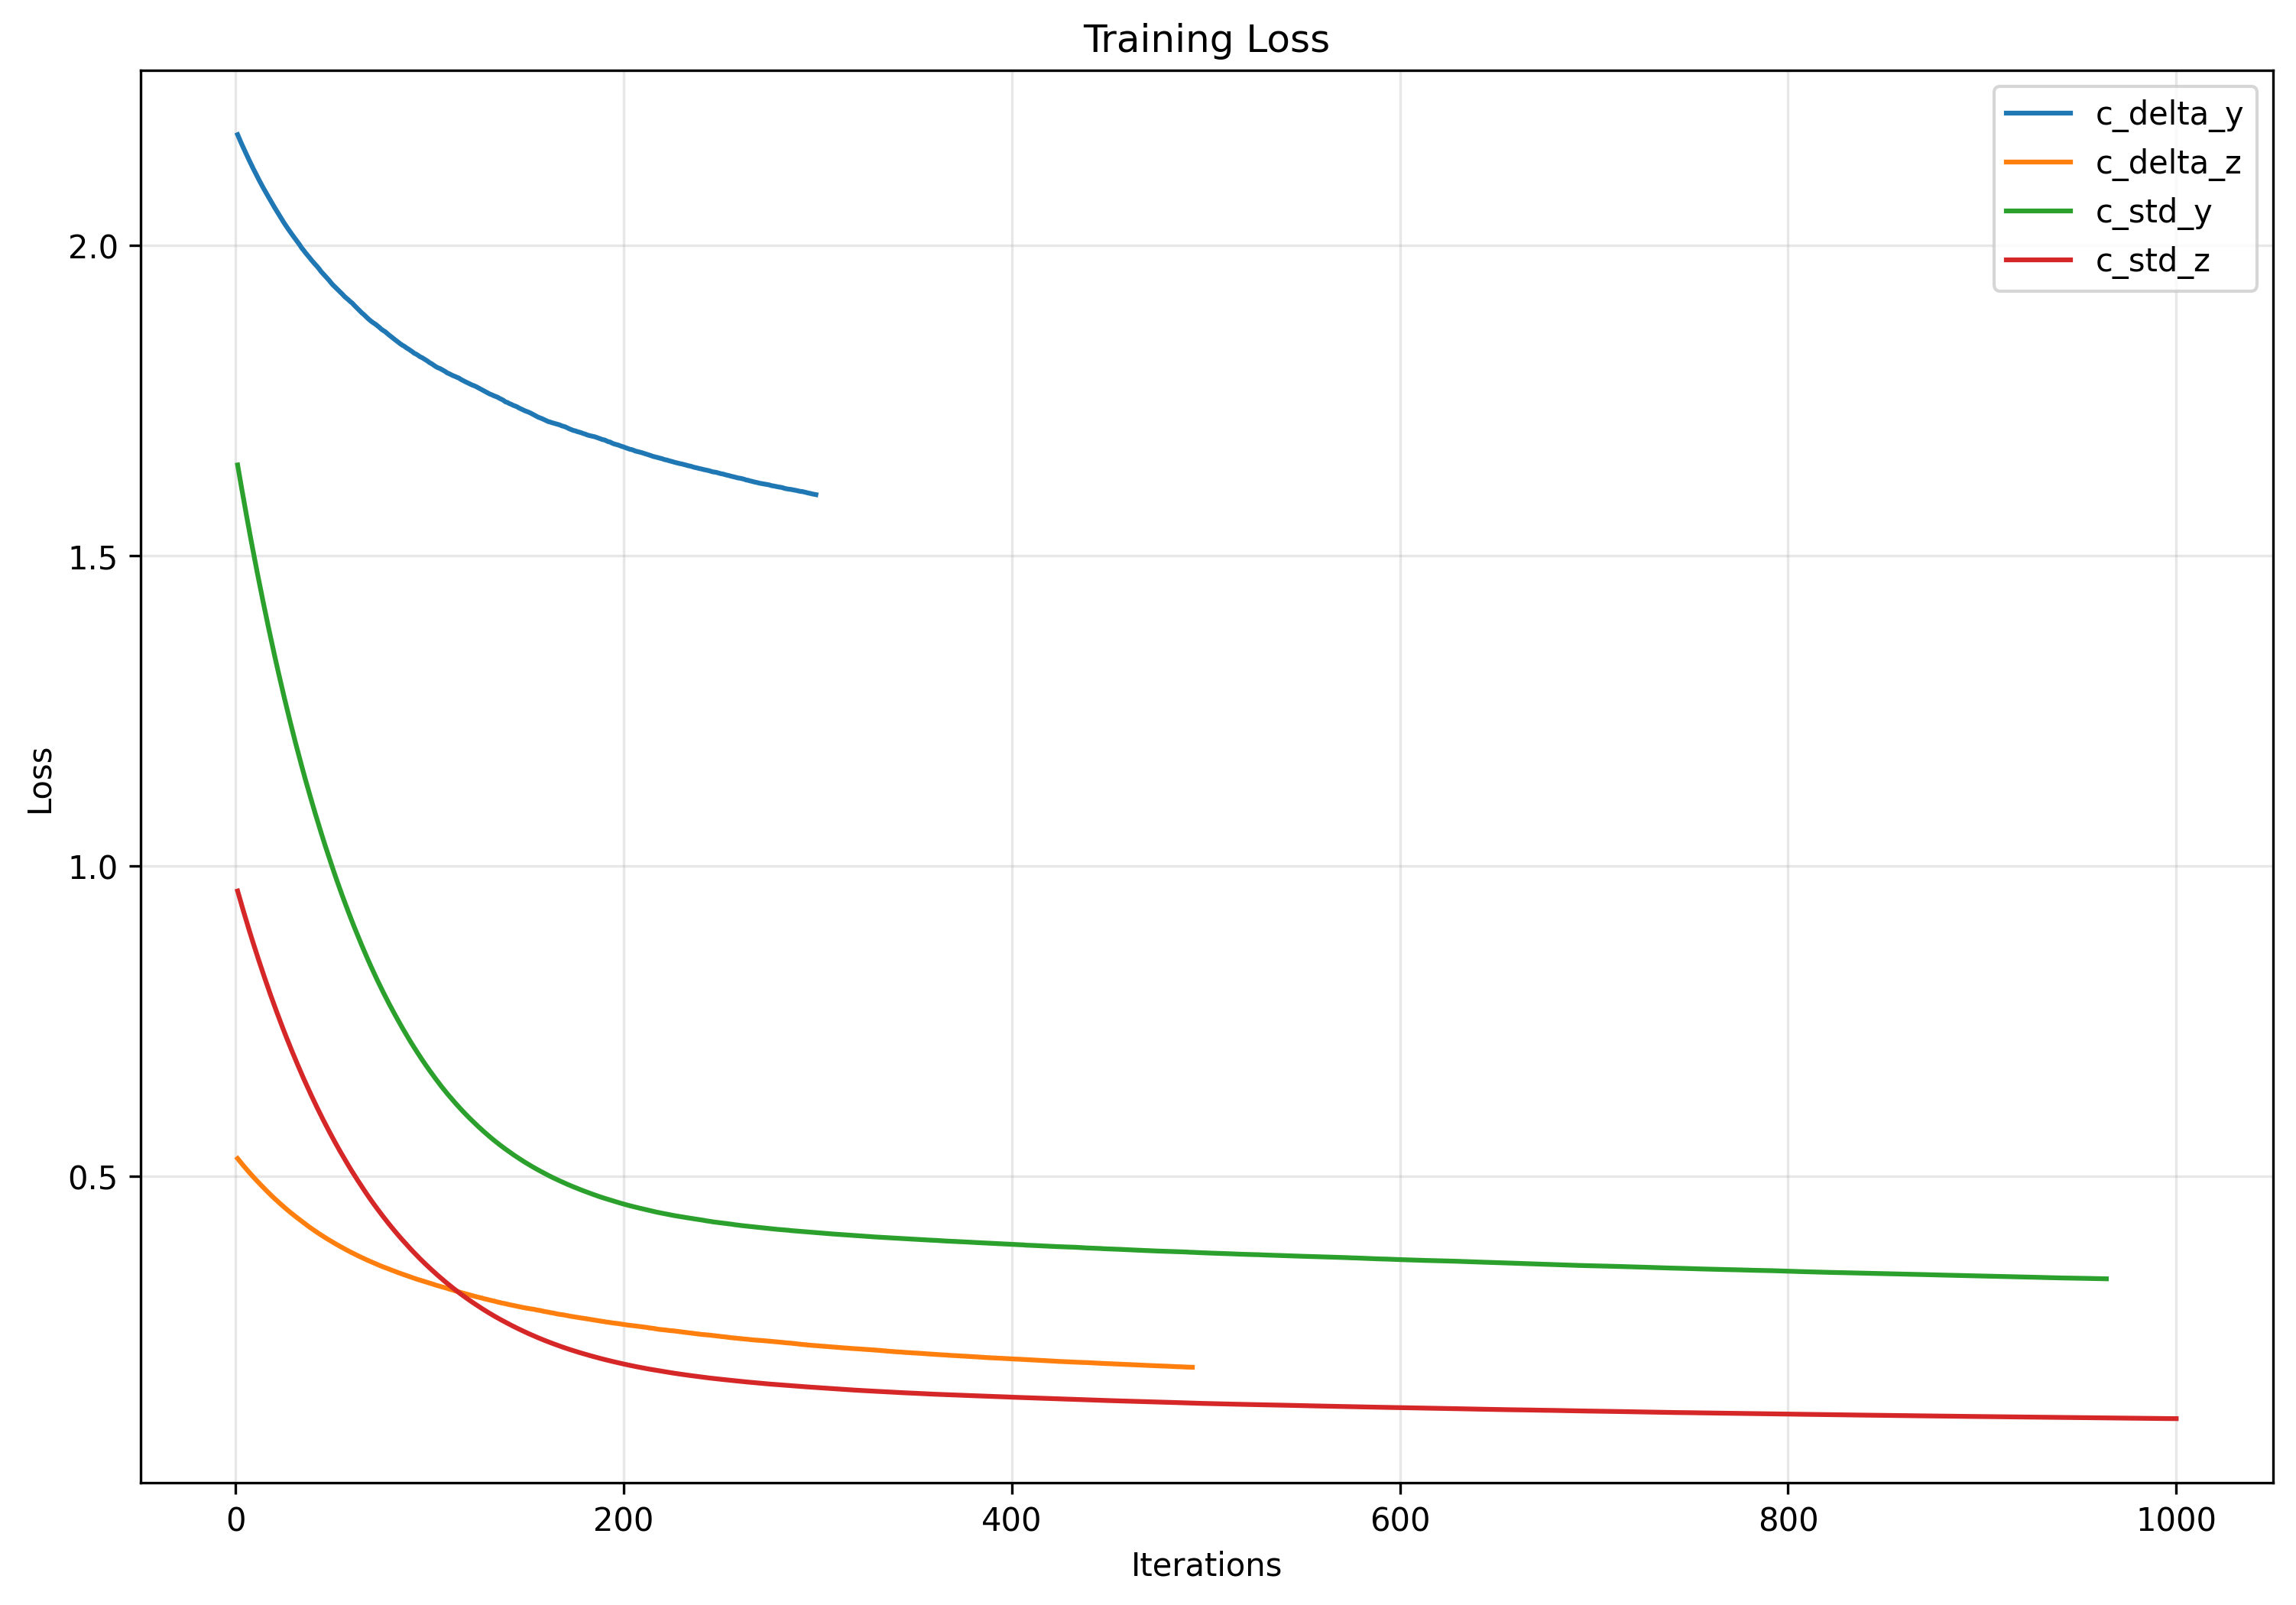 Training Loss
c_delta_y
c_delta_z
c_std_y
c_std_z
2.0
1.5
1.0
0.5
Loss
0 200 400 600 800 1000
Iterations